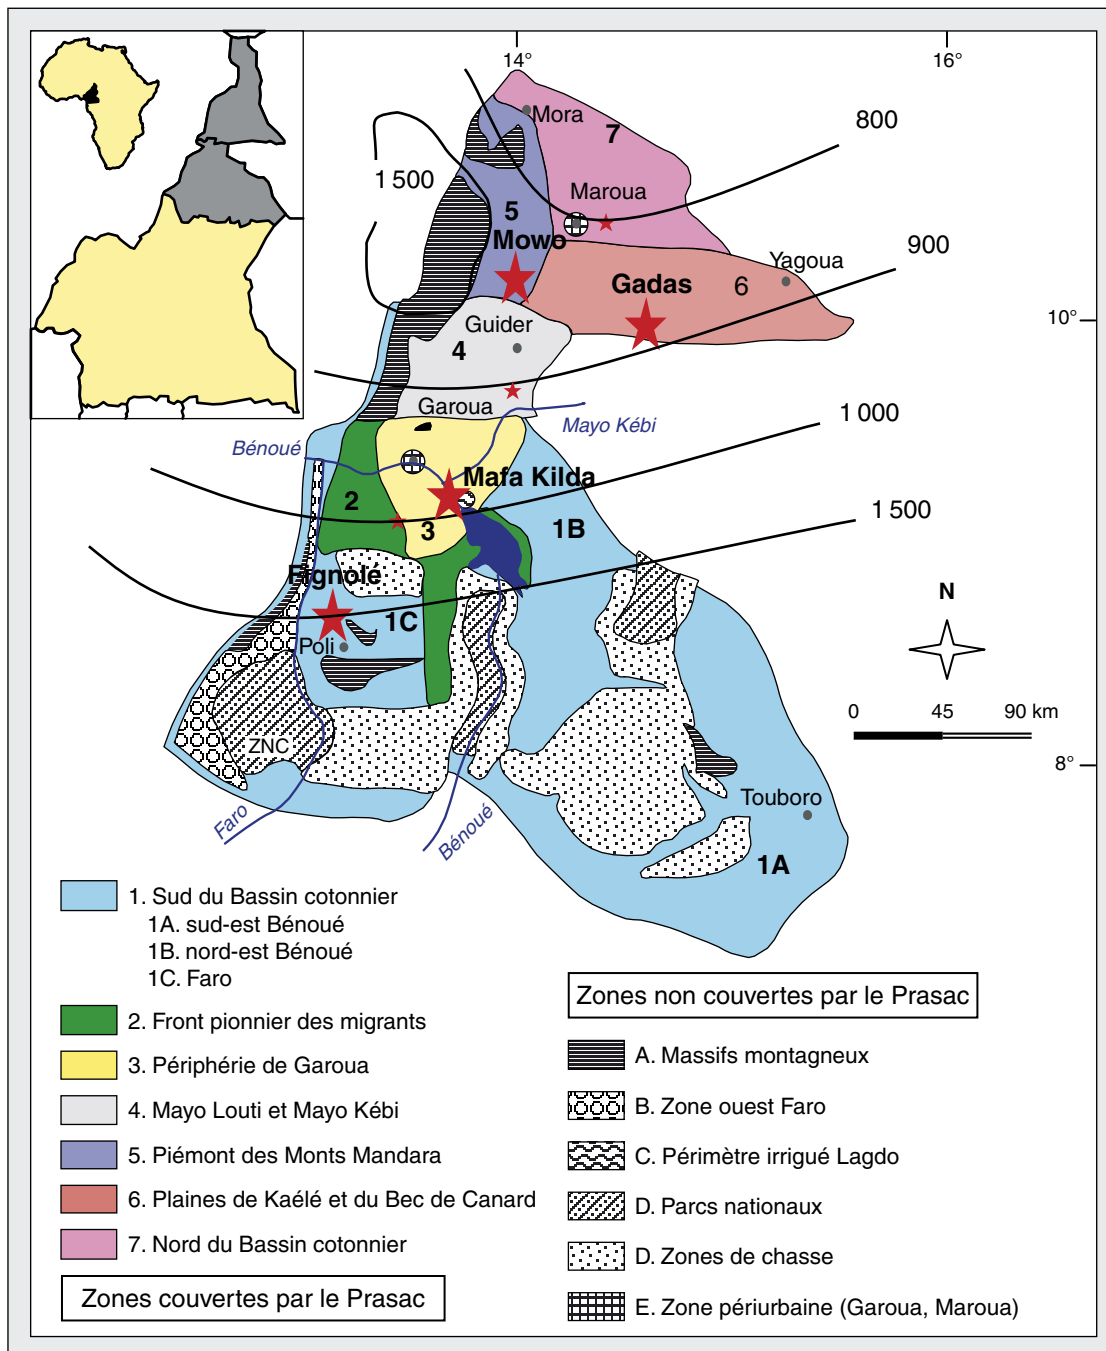 14°
16°
Mora
7
800
1 500
Maroua
5
Mowo
900
Yagoua
Gadas
6
10°
Guider
4
Garoua
1 000
Mayo Kébi
Bénoué
Mafa Kilda
2
3
1B
1 500
Fignolé
1C
N
Poli
0 45 90 km
ZNC
8°
Touboro
Faro
Bénoué
1A
1. Sud du Bassin cotonnier
1A. sud-est Bénoué
1B. nord-est Bénoué
1C. Faro
2. Front pionnier des migrants
3. Périphérie de Garoua
4. Mayo Louti et Mayo Kébi
5. Piémont des Monts Mandara
6. Plaines de Kaélé et du Bec de Canard
7. Nord du Bassin cotonnier
Zones couvertes par le Prasac
Zones non couvertes par le Prasac
A. Massifs montagneux
B. Zone ouest Faro
C. Périmètre irrigué Lagdo
D. Parcs nationaux
D. Zones de chasse
E. Zone périurbaine (Garoua, Maroua)